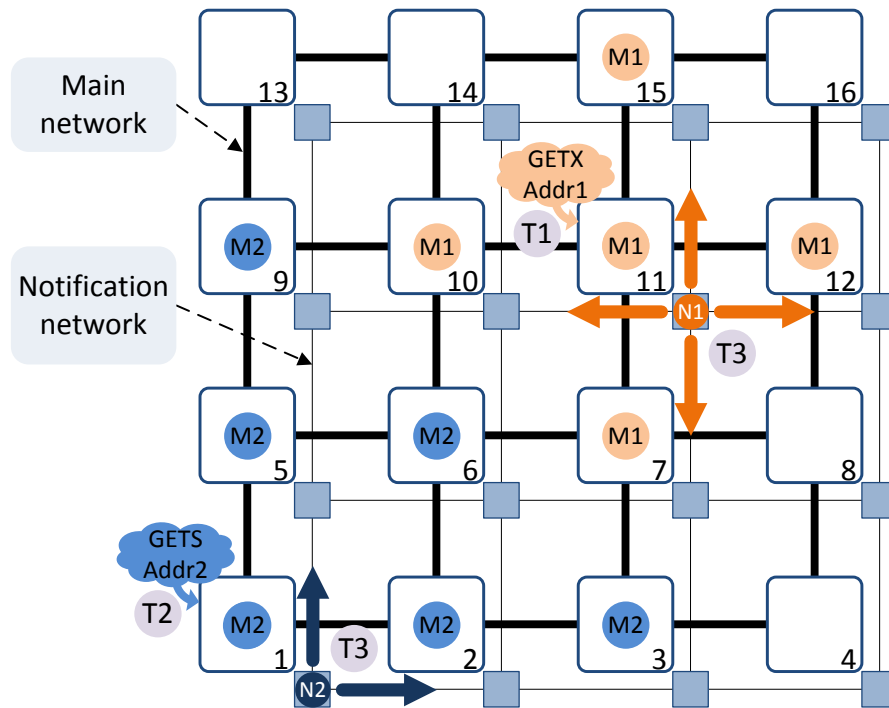 Main
network
Notification
network
13
14
M1
15
16
GETX
Addr1
T1
M2
9
M1
10
M1
11
M1
12
N1
T3
M2
5
M2
6
M1
7
8
GETS
Addr2
T2
M2
1
T3
M2
2
M2
3
4
N2